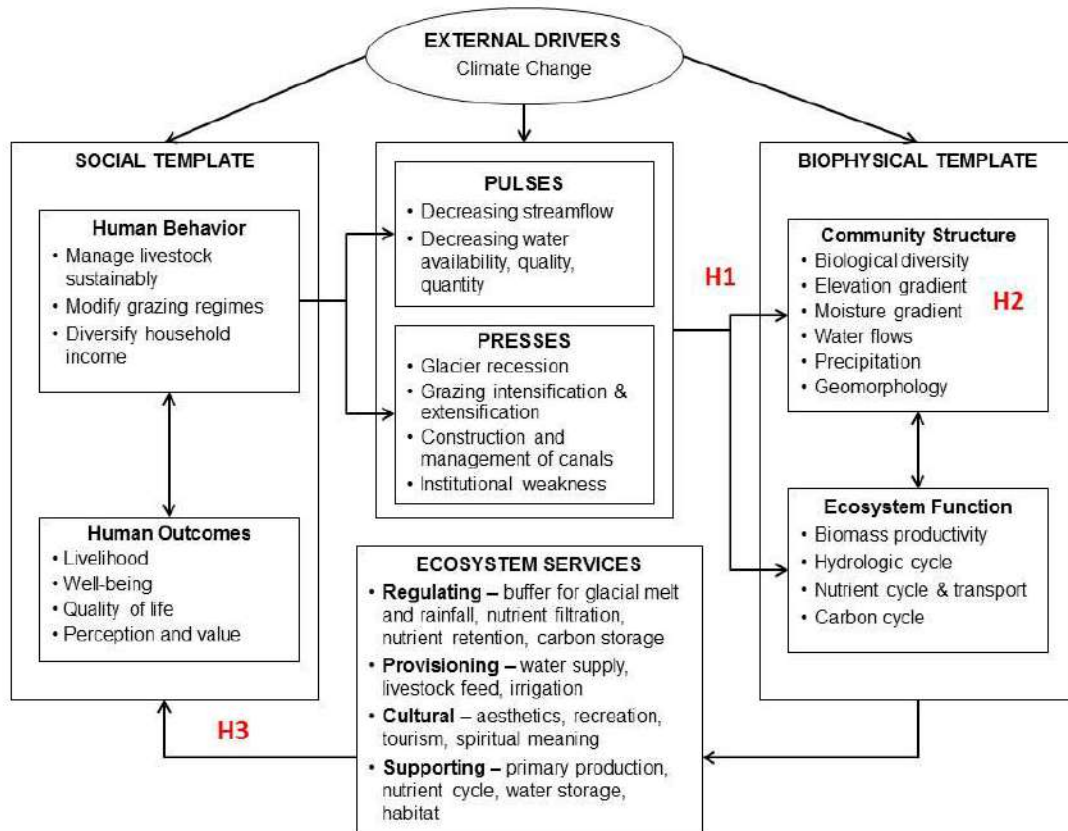 EXTERNAL DRIVERS
Climate Change
SOCIAL TEMPLATE
Human Behavior
• Manage livestock
sustainably
• Modify grazing regimes
• Diversify household
income
Human Outcomes
• Livelihood
• Well-being
• Quality of life
• Perception and value
PULSES
• Decreasing streamflow
• Decreasing water
availability, quality,
quantity
PRESSES
• Glacier recession
• Grazing intensification &
extensification
• Construction and
management of canals
• Institutional weakness
H1
BIOPHYSICAL TEMPLATE
Community Structure
• Biological diversity
• Elevation gradient
• Moisture gradient
• Water flows
• Precipitation
• Geomorphology
H2
Ecosystem Function
• Biomass productivity
• Hydrologic cycle
• Nutrient cycle & transport
• Carbon cycle
ECOSYSTEM SERVICES
• Regulating – buffer for glacial melt
and rainfall, nutrient filtration,
nutrient retention, carbon storage
• Provisioning – water supply,
livestock feed, irrigation
• Cultural – aesthetics, recreation,
tourism, spiritual meaning
• Supporting – primary production,
nutrient cycle, water storage,
habitat
H3